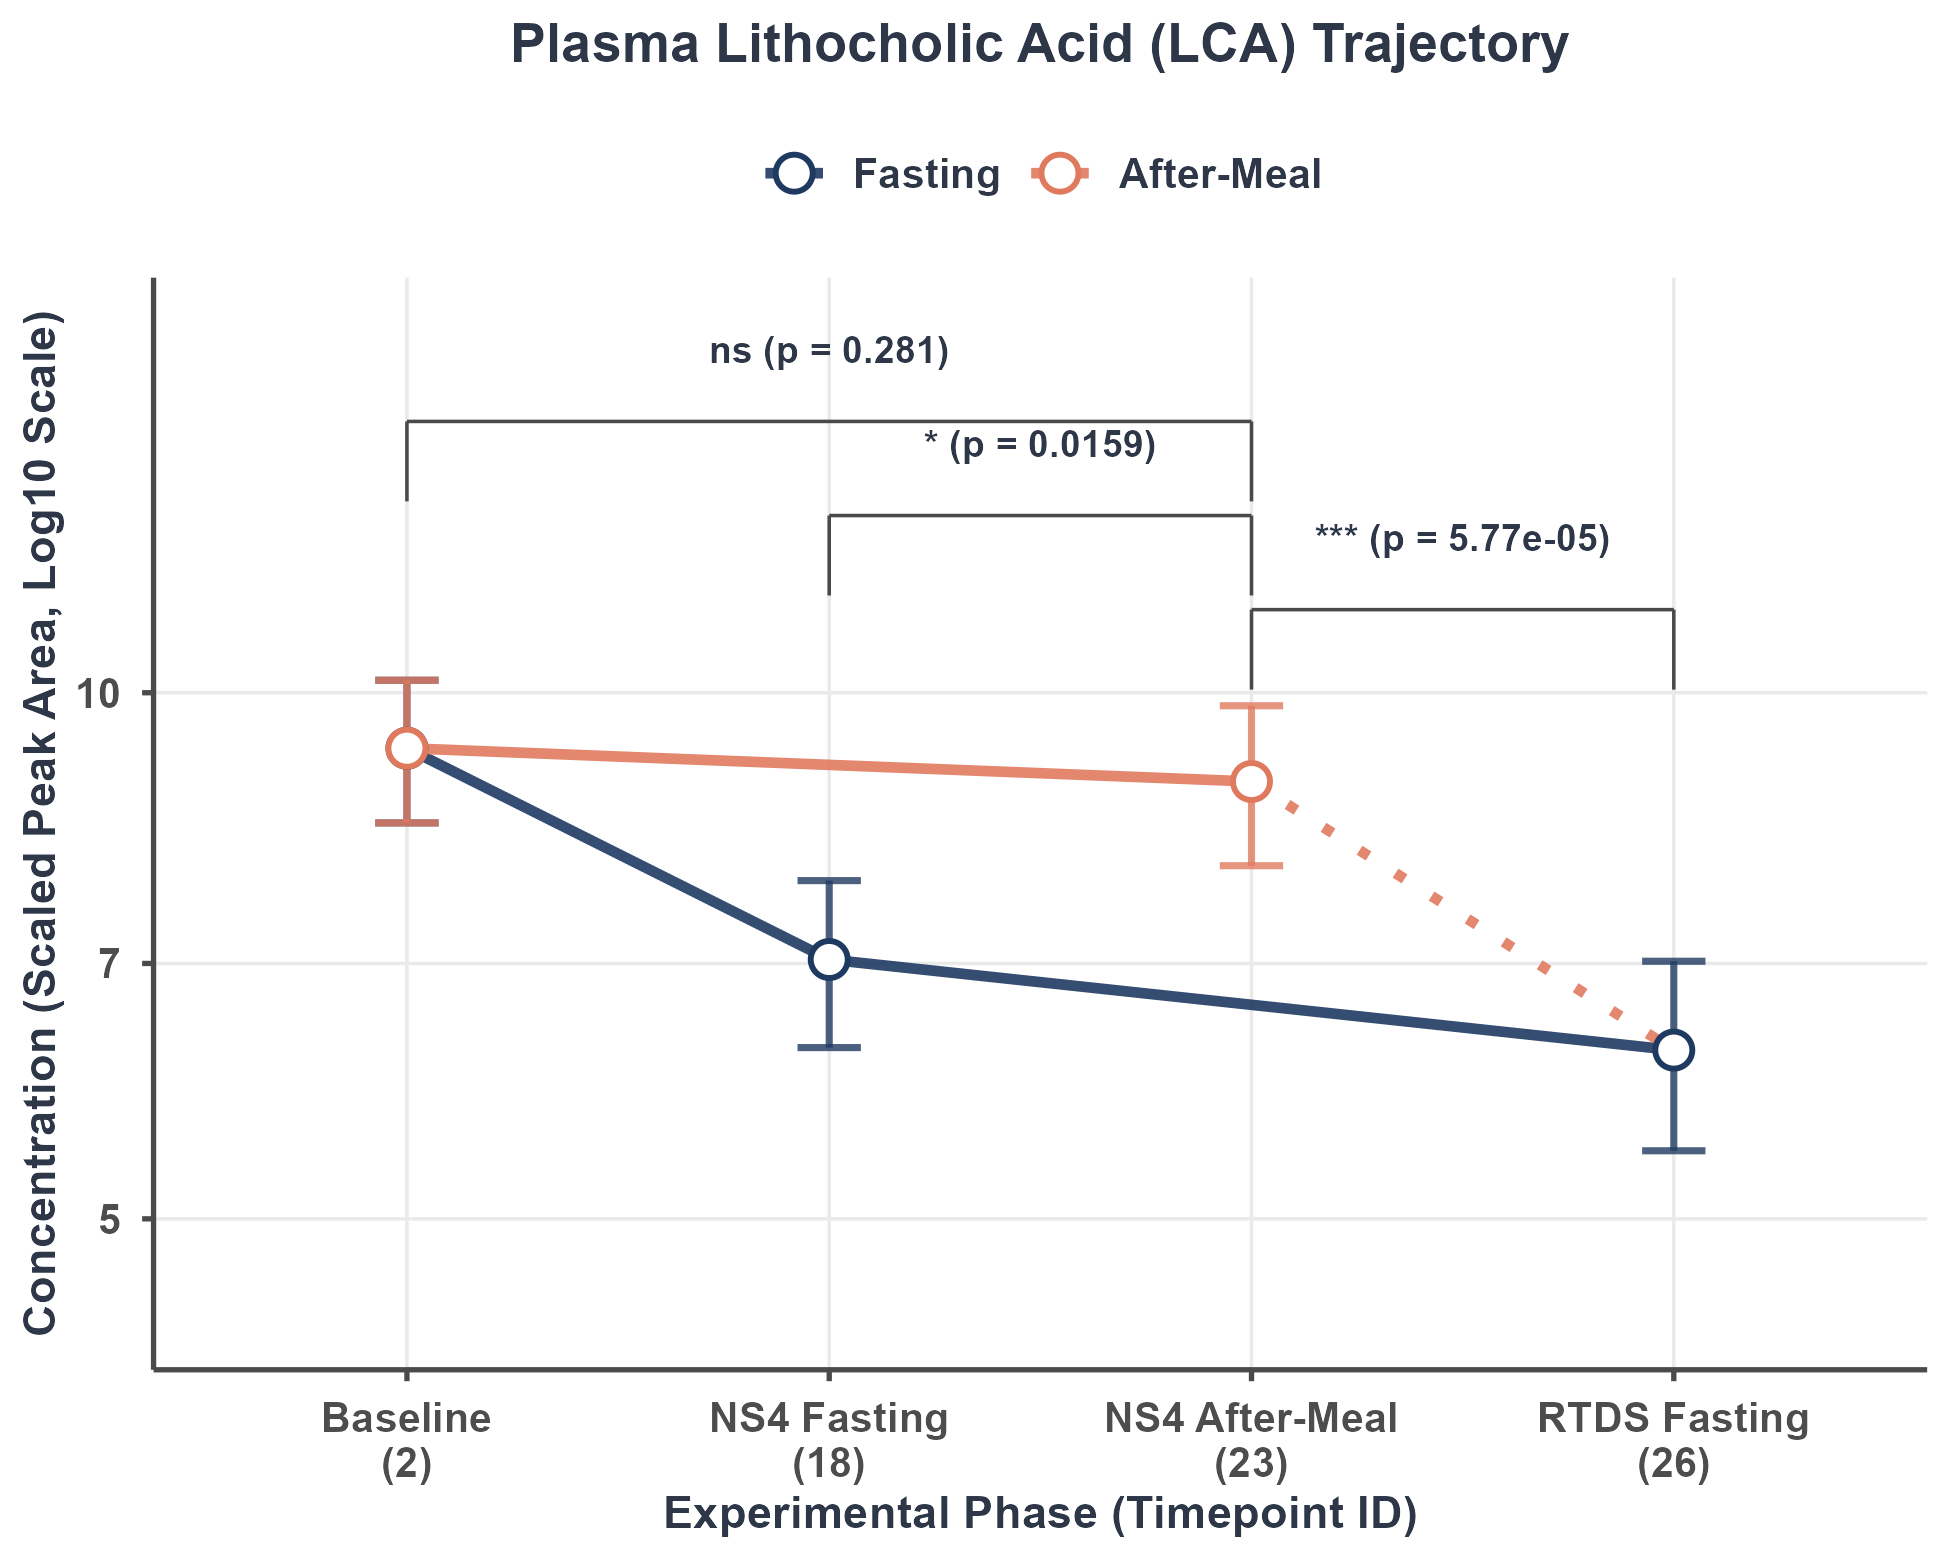 Plasma Lithocholic Acid (LCA) Trajectory
Fasting
After-Meal
Concentration (Scaled Peak Area, Log10 Scale)
ns (p = 0.281)
* (p = 0.0159)
*** (p = 5.77e-05)
10
7
5
Baseline
(2)
NS4 Fasting
(18)
NS4 After-Meal
(23)
RTDS Fasting
(26)
Experimental Phase (Timepoint ID)